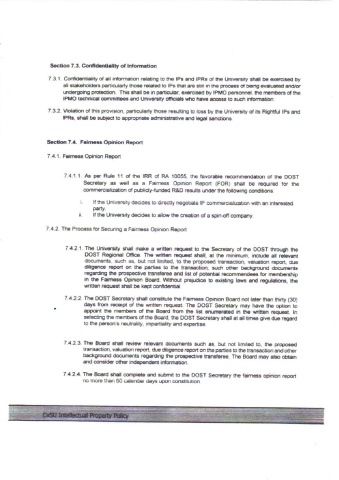 Section 7.3. Confidentiality of Information
7.3.1. Confidentiality of all information relating to the IPs and IPRs of the University shall be exercised by
all stakeholders particularly those related to IPs that are still in the process of being evaluated and/or
undergoing protection. This shall be in particular, exercised by IPMO personnel, the members of the
IPMO technical committees and University officials who have access to such information.
7.3.2. Violation of this provision, particularly those resulting to loss by the University of its Rightful IPs and
IPRs, shall be subject to appropriate administrative and legal sanctions.
Section 7.4. Fairness Opinion Report
7.4.1. Fairness Opinion Report
7.4.1.1. As per Rule 11 of the IRR of RA 10055, the favorable recommendation of the DOST
Secretary as well as a Fairness Opinion Report (FOR) shall be required for the
commercialization of publicly-funded R&D results under the following conditions.
i. If the University decides to directly negotiate IP commercialization with an interested
party.
ii. If the University decides to allow the creation of a spin-off company.
7.4.2. The Process for Securing a Fairness Opinion Report
7.4.2.1. The University shall make a written request to the Secretary of the DOST through the
DOST Regional Office. The written request shall, at the minimum, include all relevant
documents, such as, but not limited, to the proposed transaction, valuation report, due
diligence report on the parties to the transaction, such other background documents
regarding the prospective transferee and list of potential recommendees for membership
in the Fairness Opinion Board. Without prejudice to existing laws and regulations, the
written request shall be kept confidential.
7.4.2.2. The DOST Secretary shall constitute the Fairness Opinion Board not later than thirty (30)
days from receipt of the written request. The DOST Secretary may have the option to
appoint the members of the Board from the list enumerated in the written request. In
selecting the members of the Board, the DOST Secretary shall at all times give due regard
to the person's neutrality, impartiality and expertise.
7.4.2.3. The Board shall review relevant documents such as, but not limited to, the proposed
transaction, valuation report, due diligence report on the parties to the transaction and other
background documents regarding the prospective transferee. The Board may also obtain
and consider other independent information.
7.4.2.4. The Board shall complete and submit to the DOST Secretary the fairness opinion report
no more than 60 calendar days upon constitution.
CvSU Intellectual Property Policy